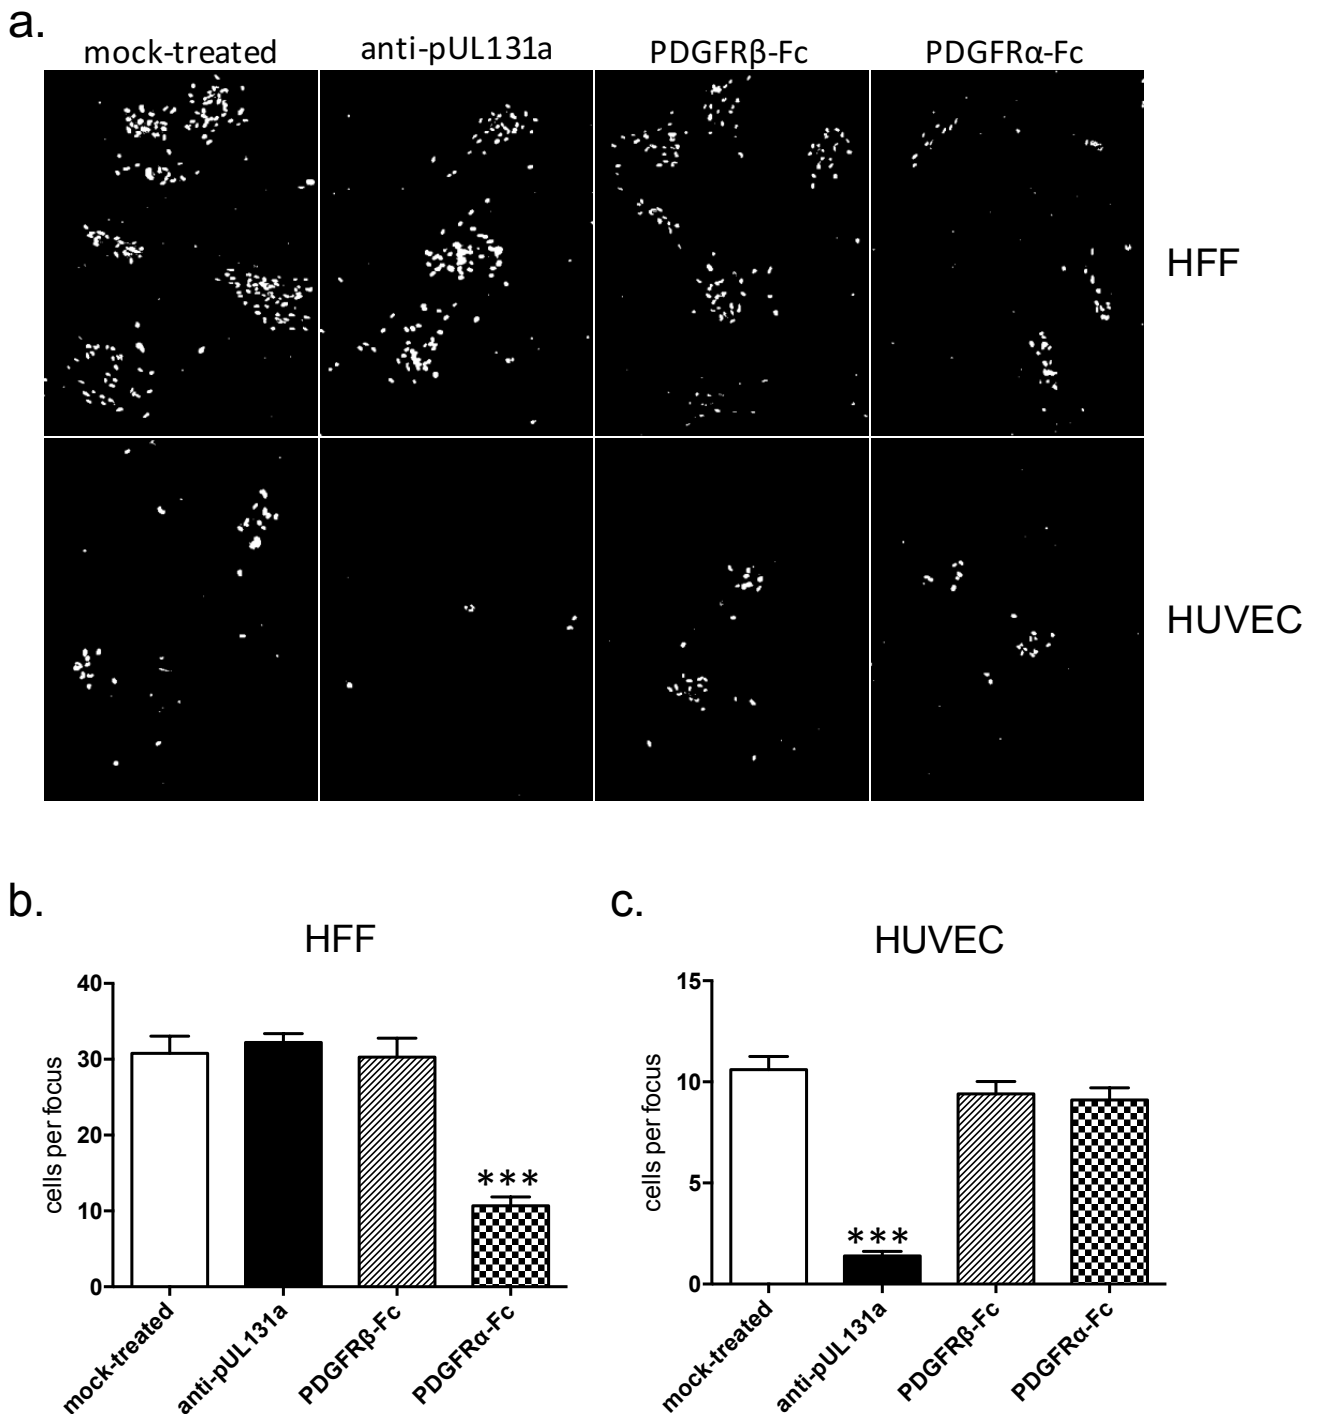 a.
mock-treated anti-pUL131a PDGFRβ-Fc PDGFRα-Fc
HFF
HUVEC
b.
HFF
cells per focus
40
30
20
10
0
***
mock-treated
anti-pUL131a
PDGFRβ-Fc
PDGFRα-Fc
c.
HUVEC
cells per focus
15
10
5
0
***
mock-treated
anti-pUL131a
PDGFRβ-Fc
PDGFRα-Fc